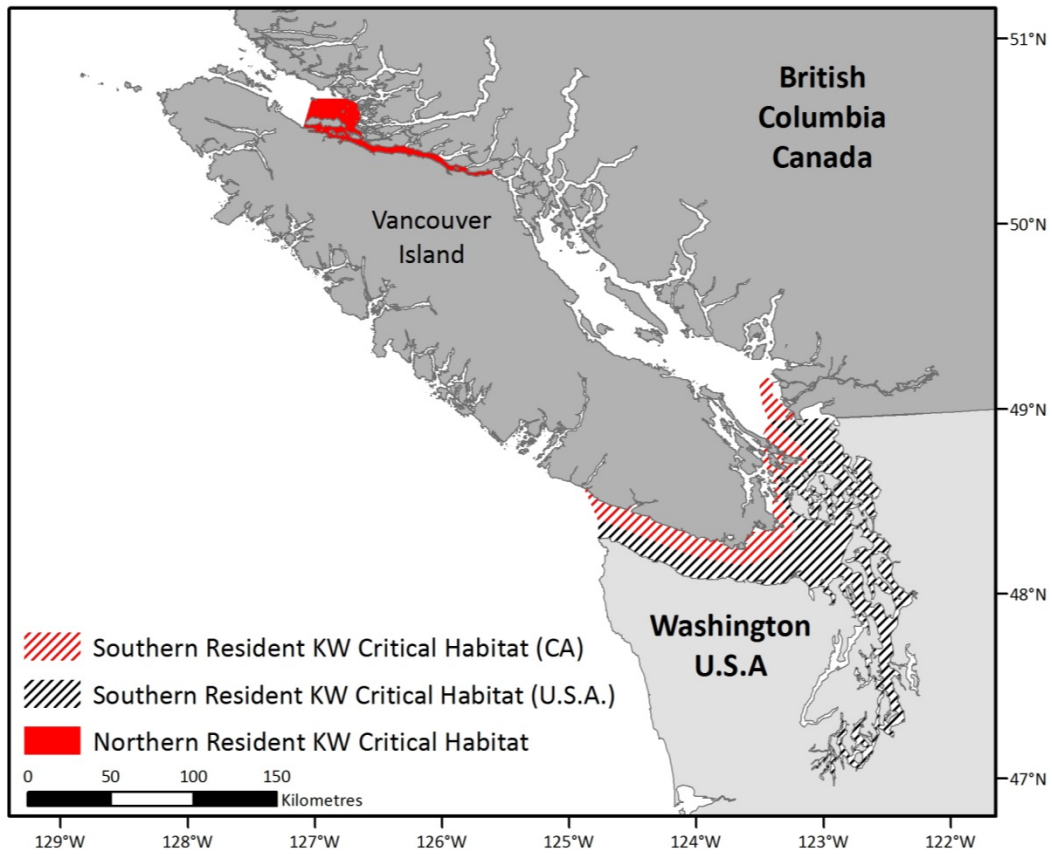 British
Columbia
Canada
Vancouver
Island
Washington
U.S.A
Southern Resident KW Critical Habitat (CA)
Southern Resident KW Critical Habitat (U.S.A.)
Northern Resident KW Critical Habitat
0 50 100 150
Kilometres
51°N
50°N
49°N
48°N
47°N
129°W 128°W 127°W 126°W 125°W 124°W 123°W 122°W